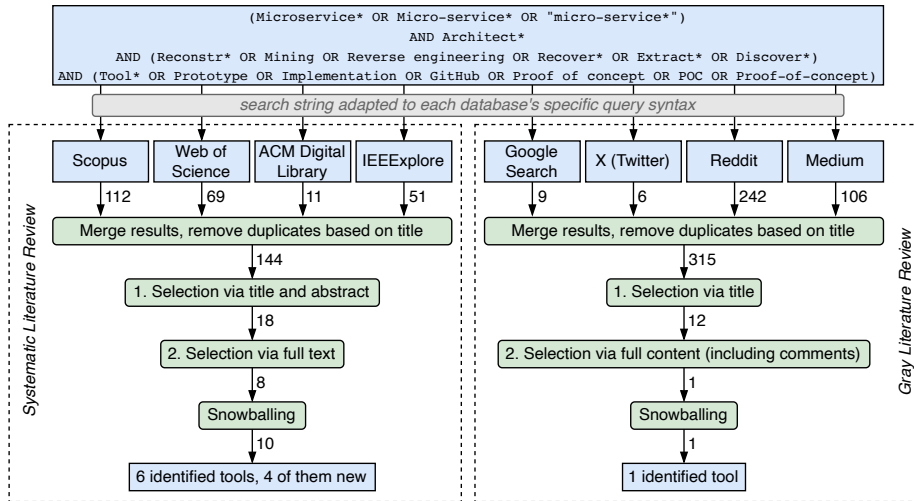 (Microservice* OR Micro-service* OR "micro-service*")
AND Architect*
AND (Reconstr* OR Mining OR Reverse engineering OR Recover* OR Extract* OR Discover*)
AND (Tool* OR Prototype OR Implementation OR GitHub OR Proof of concept OR POC OR Proof-of-concept)
search string adapted to each database's specific query syntax
Systematic Literature Review
Scopus
Web of
Science
ACM Digital
Library
IEEExplore
112
69
11
51
Merge results, remove duplicates based on title
144
1. Selection via title and abstract
18
2. Selection via full text
8
Snowballing
10
6 identified tools, 4 of them new
Google
Search
X (Twitter)
Reddit
Medium
9
6
242
106
Merge results, remove duplicates based on title
315
1. Selection via title
12
2. Selection via full content (including comments)
1
Snowballing
1
1 identified tool
Gray Literature Review